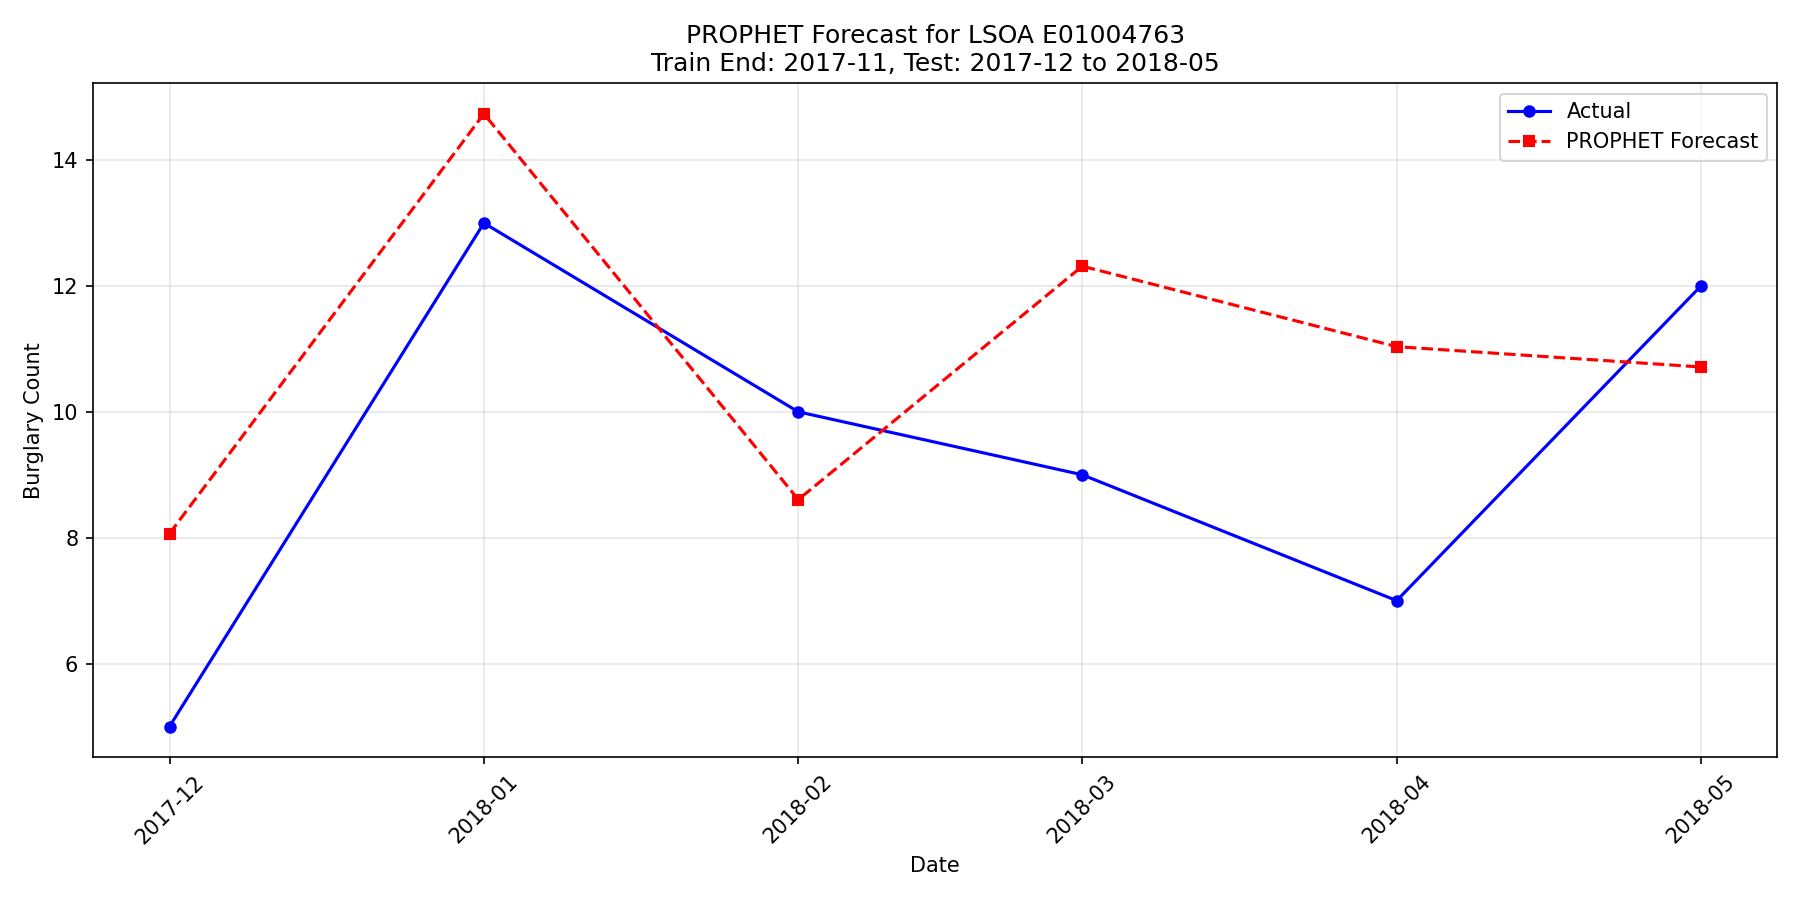 PROPHET Forecast for LSOA E01004763
Train End: 2017-11, Test: 2017-12 to 2018-05
Actual
PROPHET Forecast
Burglary Count
14
12
10
8
6
2017-12
2018-01
2018-02
2018-03
2018-04
2018-05
Date